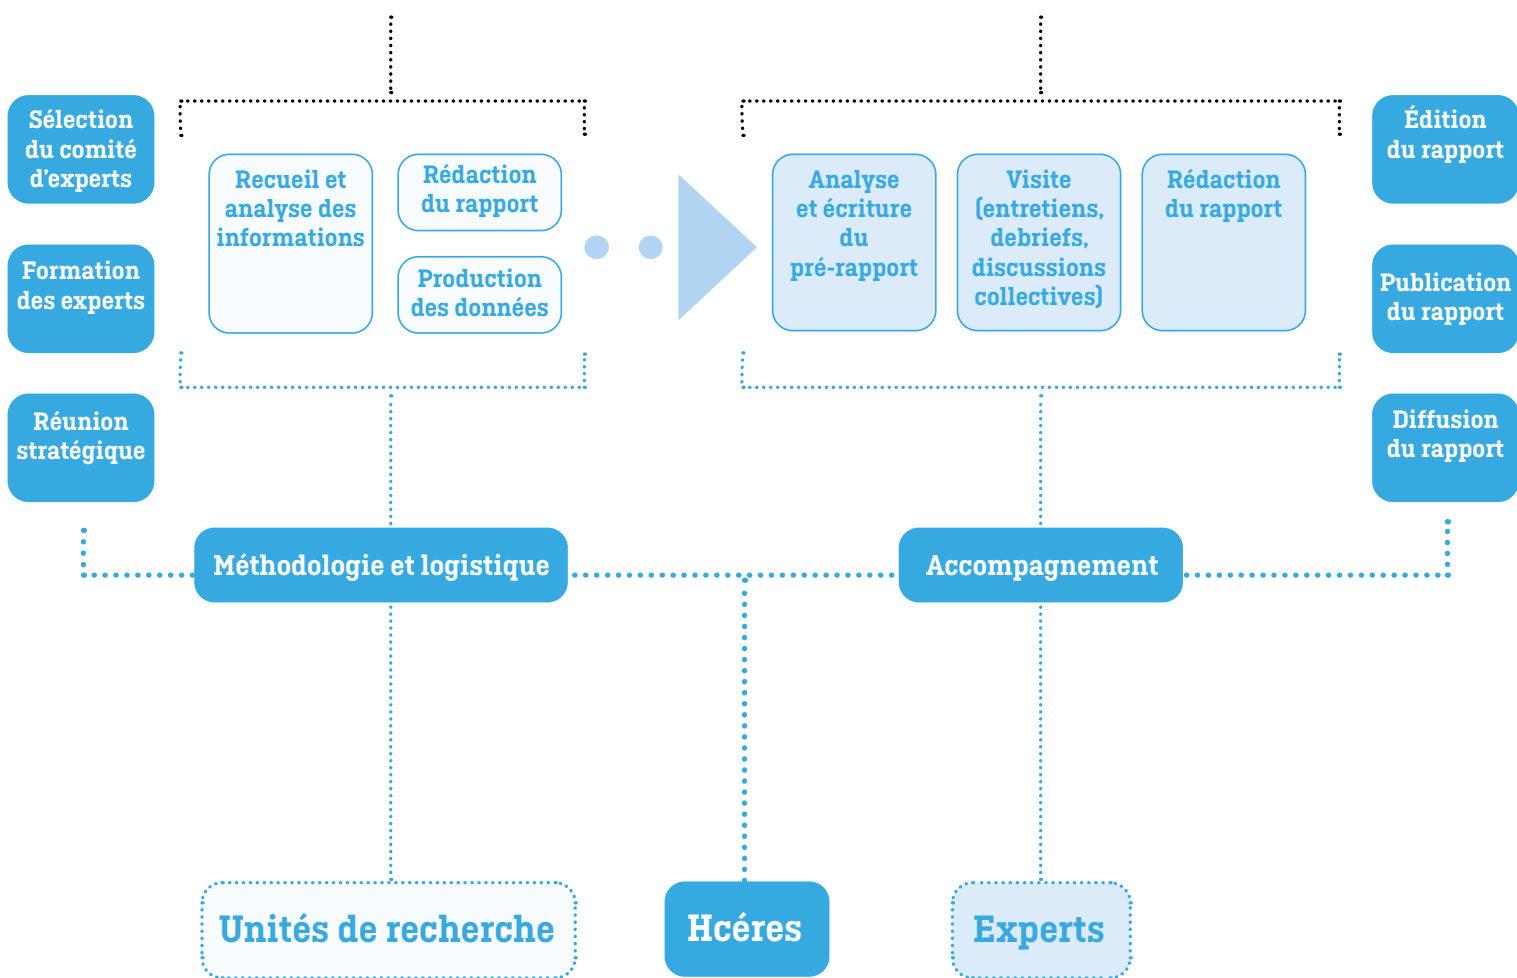 Sélection
du comité
d’experts
Formation
des experts
Réunion
stratégique
Recueil et
analyse des
informations
Rédaction
du rapport
Production
des données
Analyse
et écriture
du
pré-rapport
Visite
(entretiens,
debriefs,
discussions
collectives)
Rédaction
du rapport
Édition
du rapport
Publication
du rapport
Diffusion
du rapport
Méthodologie et logistique
Accompagnement
Unités de recherche
Hcéres
Experts